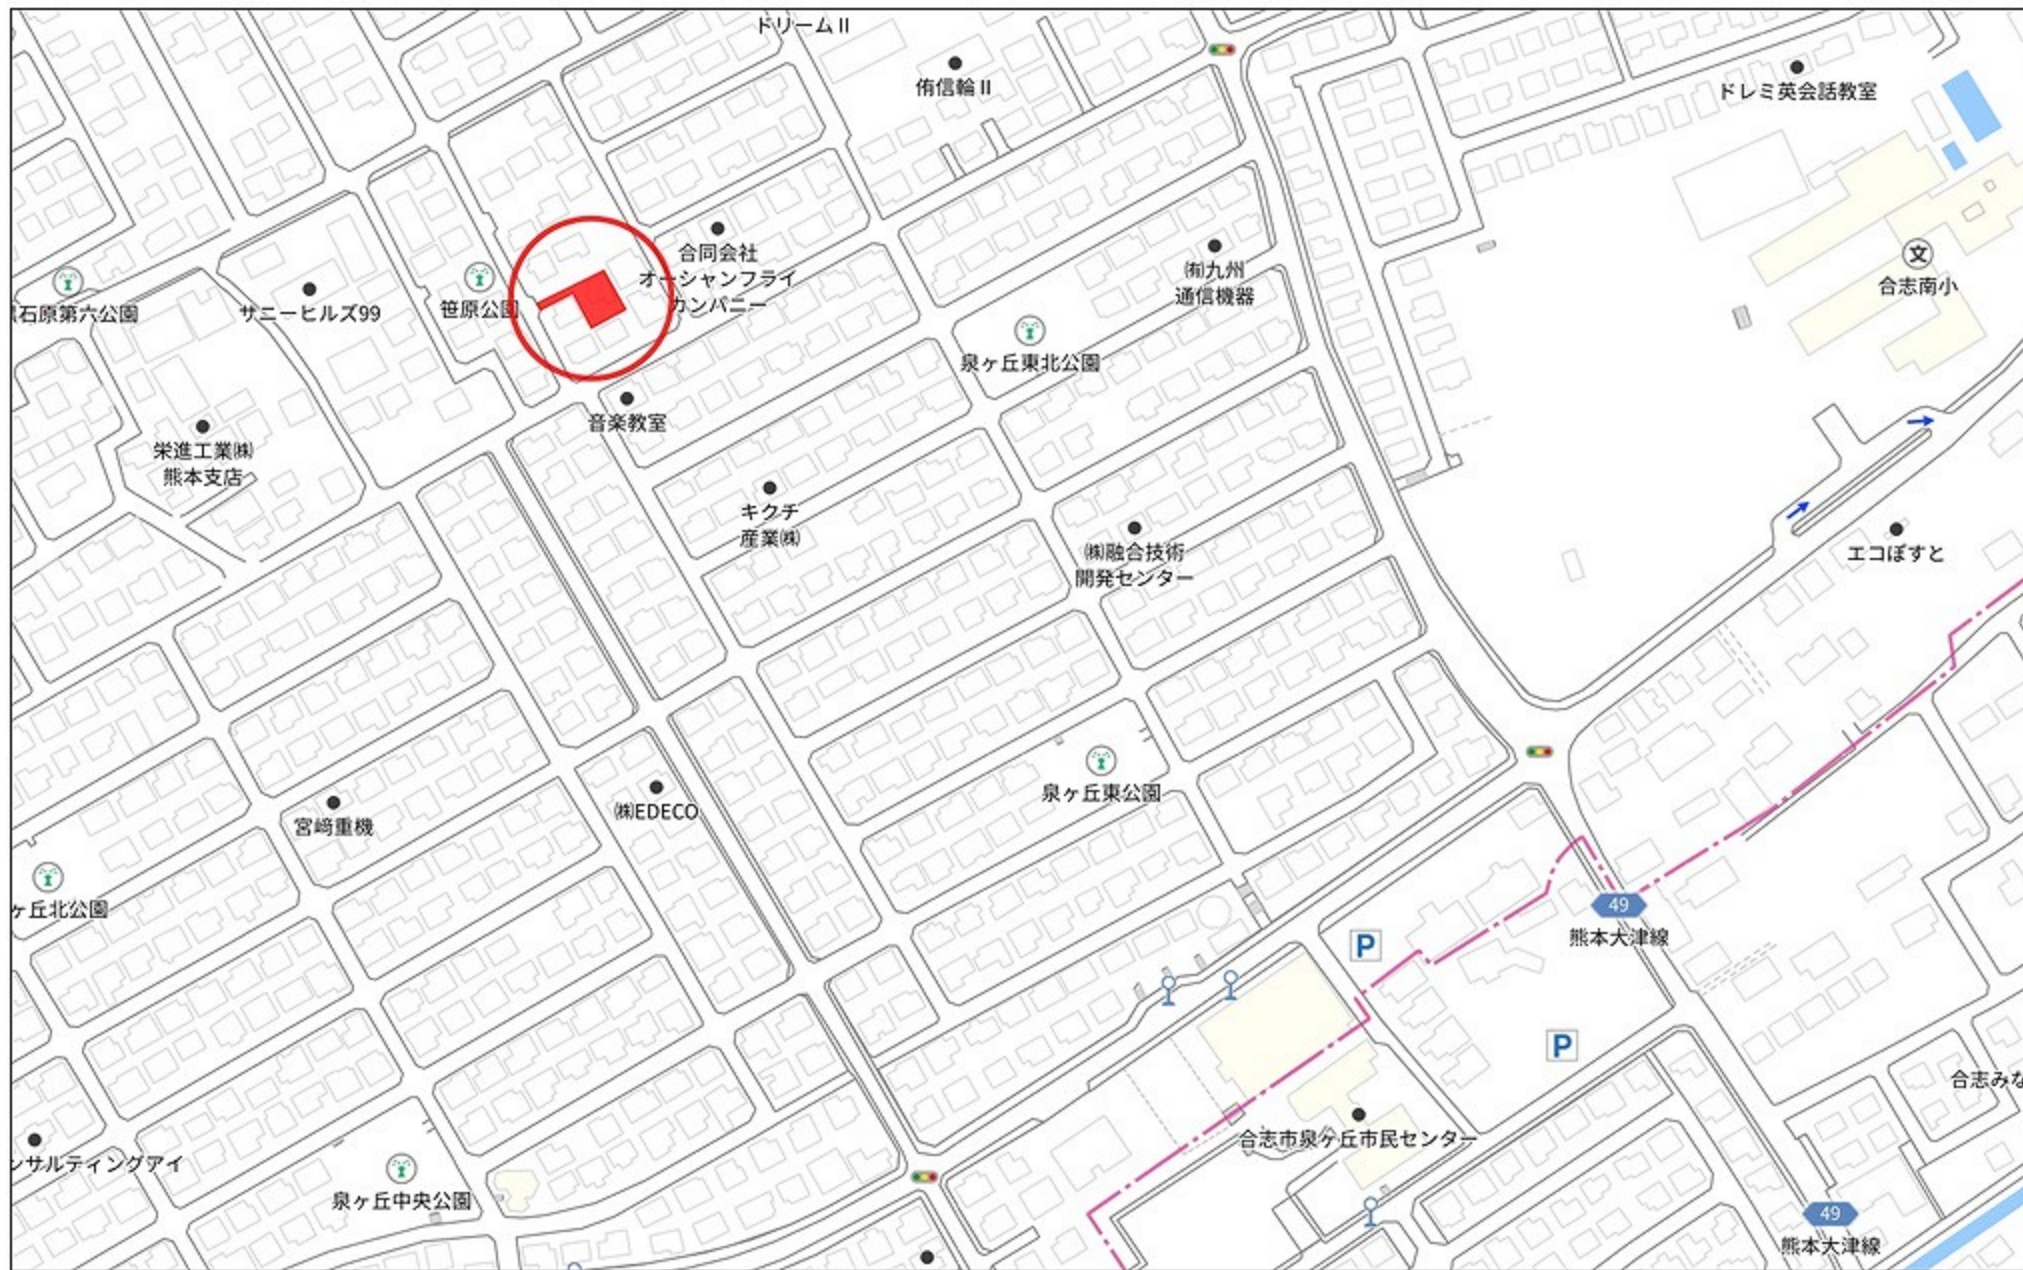 ドリームⅡ
侑信輪Ⅱ
ドレミ英会話教室
合同会社
オーシャンフライ
カンパニー
㈲九州
通信機器
文
合志南小
石原第六公園
サニーヒルズ99
笹原公園
泉ヶ丘東北公園
音楽教室
栄進工業㈱
熊本支店
キクチ
産業㈱
㈱融合技術
開発センター
エコぽすと
宮﨑重機
㈱EDECO
泉ヶ丘東公園
ヶ丘北公園
49
熊本大津線
P
P
合志みな
合志市泉ヶ丘市民センター
ンサルティングアイ
泉ヶ丘中央公園
49
熊本大津線